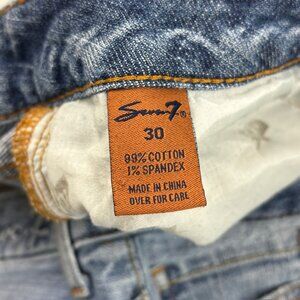 Seven7®
30
99% COTTON
1% SPANDEX
MADE IN CHINA
OVER FOR CARE